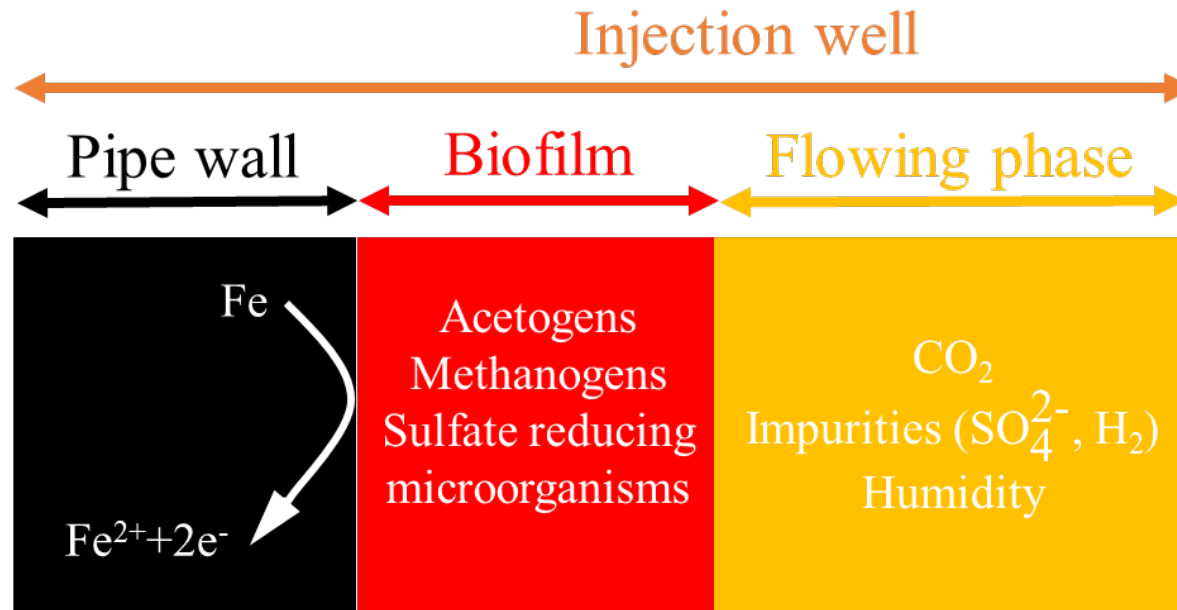 Injection well
Pipe wall
Biofilm
Flowing phase
Fe
Fe²⁺+2e⁻
Acetogens
Methanogens
Sulfate reducing
microorganisms
CO₂
Impurities (SO₄²⁻, H₂)
Humidity